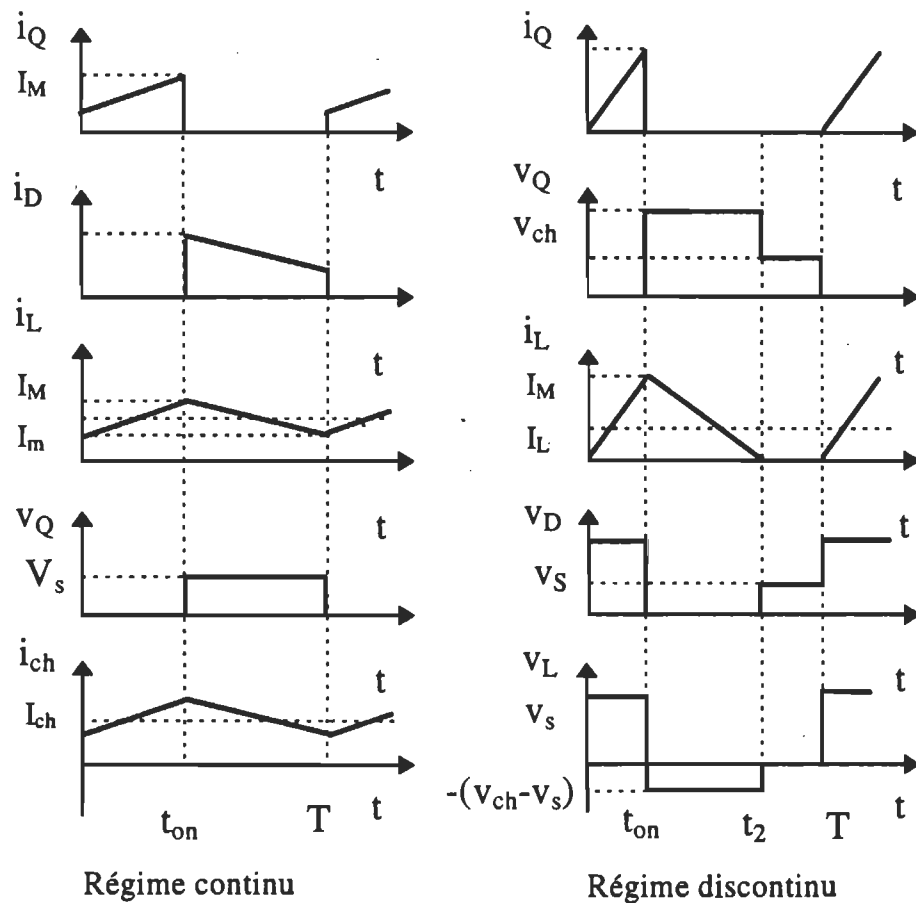 i_Q
I_M
t
i_D
i_L
t
I_M
I_m
v_Q
t
V_s
i_ch
t
I_ch
t_on
T
t
Régime continu
i_Q
v_Q
t
v_ch
i_L
t
I_M
I_L
v_D
t
v_S
v_L
t
v_s
-(v_ch-v_s)
t_on
t_2
T
t
Régime discontinu